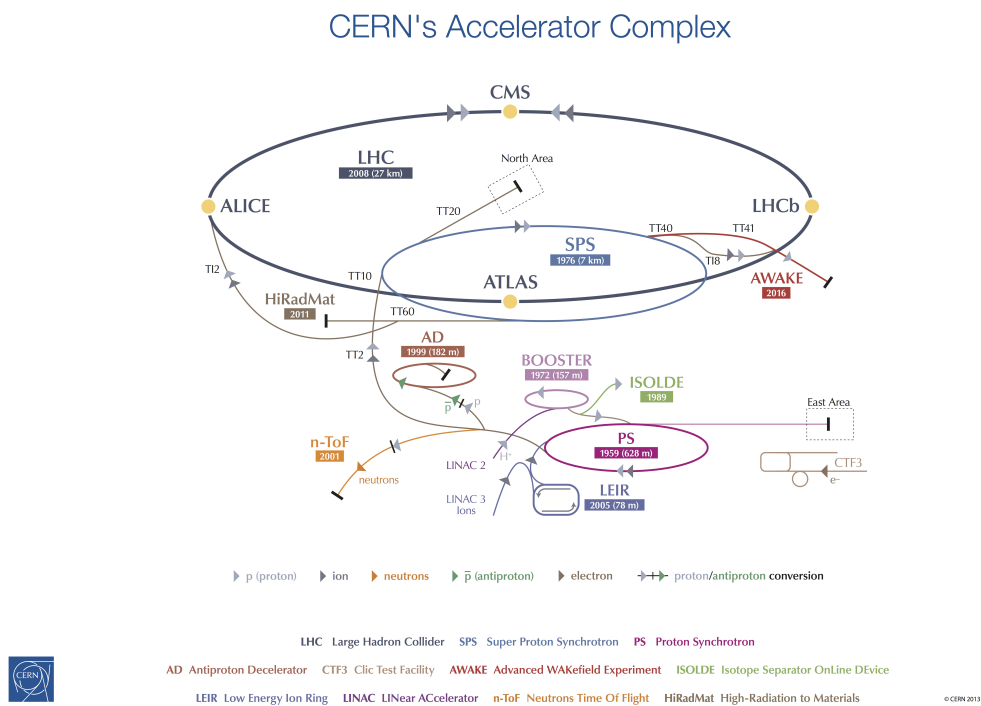 CERN's Accelerator Complex
CMS
LHC
2008 (27 km)
North Area
ALICE
LHCb
TT20
TT40
TT41
SPS
1976 (7 km)
TI8
TI2
TT10
ATLAS
AWAKE
2016
HiRadMat
2011
TT60
AD
1999 (182 m)
TT2
BOOSTER
1972 (157 m)
ISOLDE
1989
p̅
p
East Area
n-ToF
2001
PS
1959 (628 m)
LINAC 2
H⁻
neutrons
CTF3
e⁻
LINAC 3
Ions
LEIR
2005 (78 m)
p (proton) ion neutrons p̅ (antiproton) electron proton/antiproton conversion
LHC Large Hadron Collider SPS Super Proton Synchrotron PS Proton Synchrotron
AD Antiproton Decelerator CTF3 Clic Test Facility AWAKE Advanced WAKefield Experiment ISOLDE Isotope Separator OnLine DEvice
LEIR Low Energy Ion Ring LINAC LINear ACcelerator n-ToF Neutrons Time Of Flight HiRadMat High-Radiation to Materials
CERN
© CERN 2013